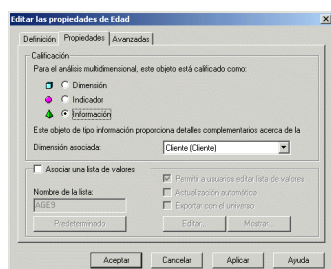 Editar las propiedades de Edad
Definición Propiedades Avanzadas
Calificación
Para el análisis multidimensional, este objeto está calificado como:
Dimensión
Indicador
Información
Este objeto de tipo información proporciona detalles complementarios acerca de la
Dimensión asociada: Cliente (Cliente)
Asociar una lista de valores
Permitir a usuarios editar lista de valores
Nombre de la lista:
Actualización automática
AGE9
Exportar con el universo
Predeterminado Editar... Mostrar...
Aceptar Cancelar Aplicar Ayuda